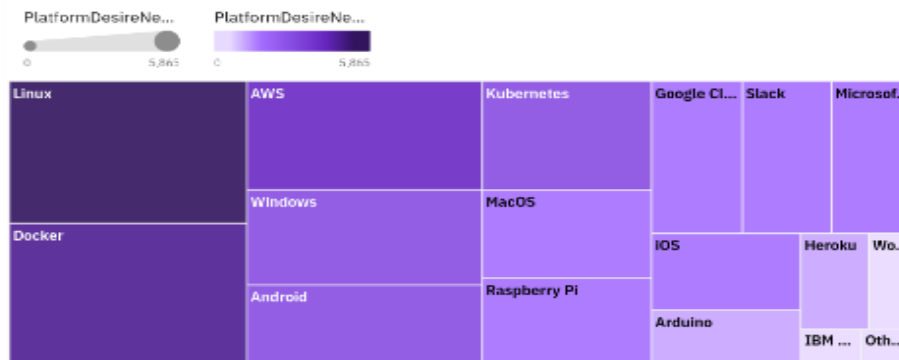 PlatformDesireNe... PlatformDesireNe...
0 5,865 0 5,865
Linux AWS Kubernetes Google Cl... Slack Microsof.
Windows MacOS
Docker iOS Heroku Wo..
Android Raspberry Pi
Arduino IBM ... Oth...